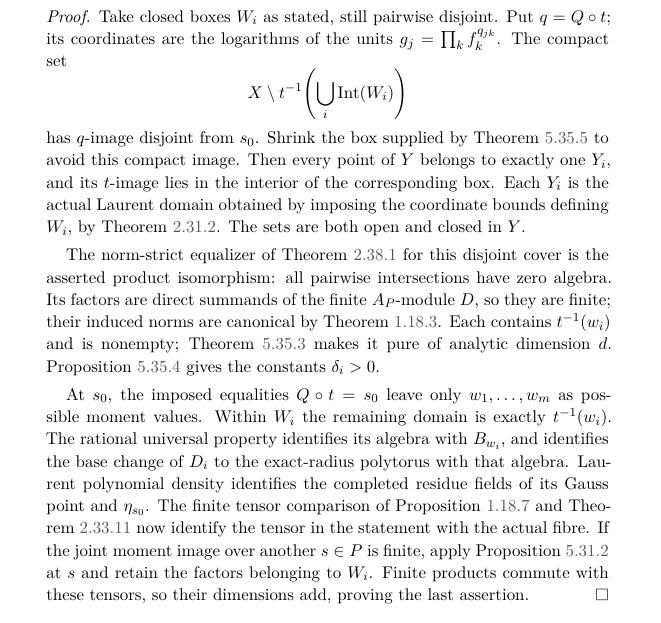 Proof. Take closed boxes W_i as stated, still pairwise disjoint. Put q = Q ∘ t;
its coordinates are the logarithms of the units g_j = ∏_k f_k^{q_{jk}}. The compact
set
X \ t^{-1}(⋃_i Int(W_i))
has q-image disjoint from s_0. Shrink the box supplied by Theorem 5.35.5 to
avoid this compact image. Then every point of Y belongs to exactly one Y_i,
and its t-image lies in the interior of the corresponding box. Each Y_i is the
actual Laurent domain obtained by imposing the coordinate bounds defining
W_i, by Theorem 2.31.2. The sets are both open and closed in Y.
The norm-strict equalizer of Theorem 2.38.1 for this disjoint cover is the
asserted product isomorphism: all pairwise intersections have zero algebra.
Its factors are direct summands of the finite A_P-module D, so they are finite;
their induced norms are canonical by Theorem 1.18.3. Each contains t^{-1}(w_i)
and is nonempty; Theorem 5.35.3 makes it pure of analytic dimension d.
Proposition 5.35.4 gives the constants δ_i > 0.
At s_0, the imposed equalities Q ∘ t = s_0 leave only w_1, . . . , w_m as pos-
sible moment values. Within W_i the remaining domain is exactly t^{-1}(w_i).
The rational universal property identifies its algebra with B_{w_i}, and identifies
the base change of D_i to the exact-radius polytorus with that algebra. Lau-
rent polynomial density identifies the completed residue fields of its Gauss
point and η_{s_0}. The finite tensor comparison of Proposition 1.18.7 and Theo-
rem 2.33.11 now identify the tensor in the statement with the actual fibre. If
the joint moment image over another s ∈ P is finite, apply Proposition 5.31.2
at s and retain the factors belonging to W_i. Finite products commute with
these tensors, so their dimensions add, proving the last assertion. □